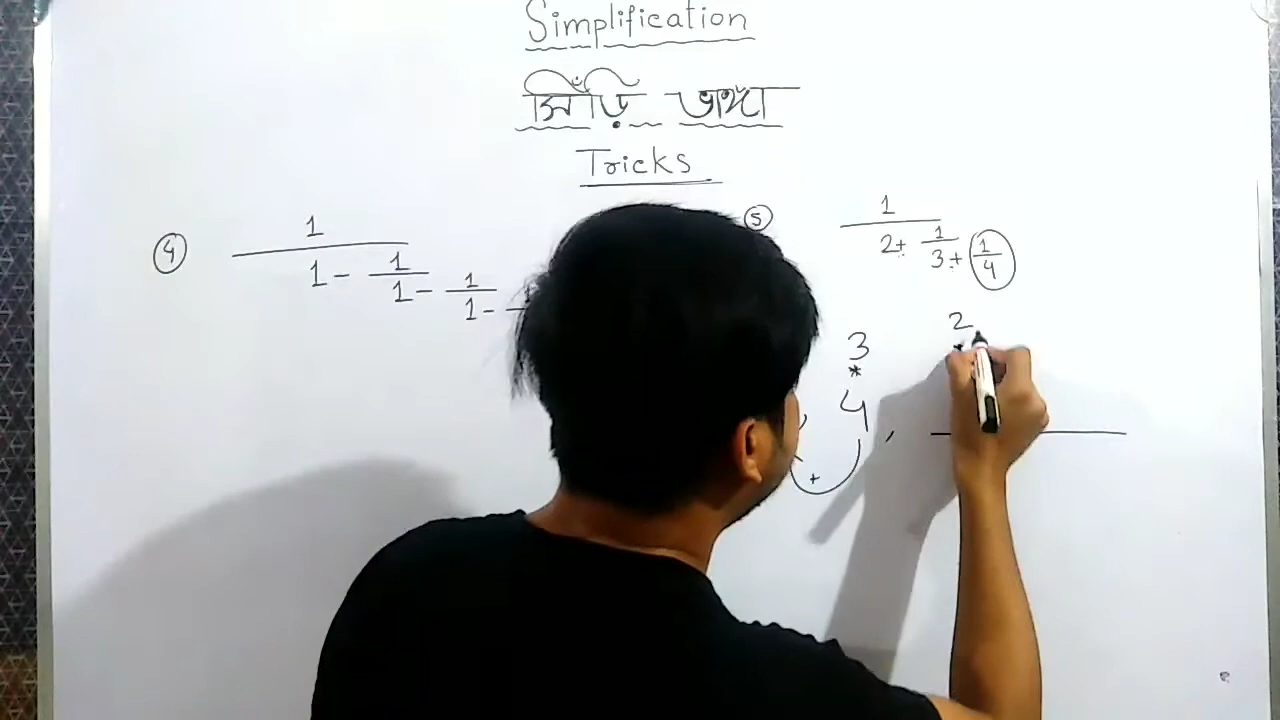 Simplification
সিঁড়ি ভাঙ্গা
Tricks
④ 1
1 - 1
1 - 1
1 -
⑤ 1
2 + 1
3 + 1
4
3 2
* *
, 4 ,
+